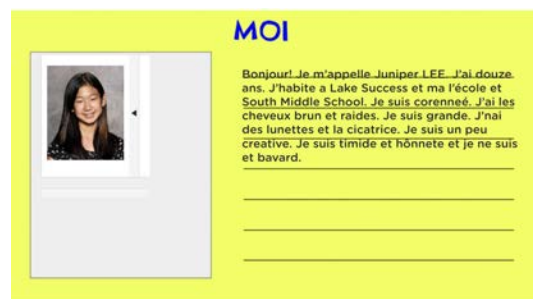 MOI
Bonjour! Je m'appelle Juniper LEE. J'ai douze
ans. J'habite a Lake Success et ma l'école et
South Middle School. Je suis corenneé. J'ai les
cheveux brun et raides. Je suis grande. J'nai
des lunettes et la cicatrice. Je suis un peu
creative. Je suis timide et hônnete et je ne suis
et bavard.